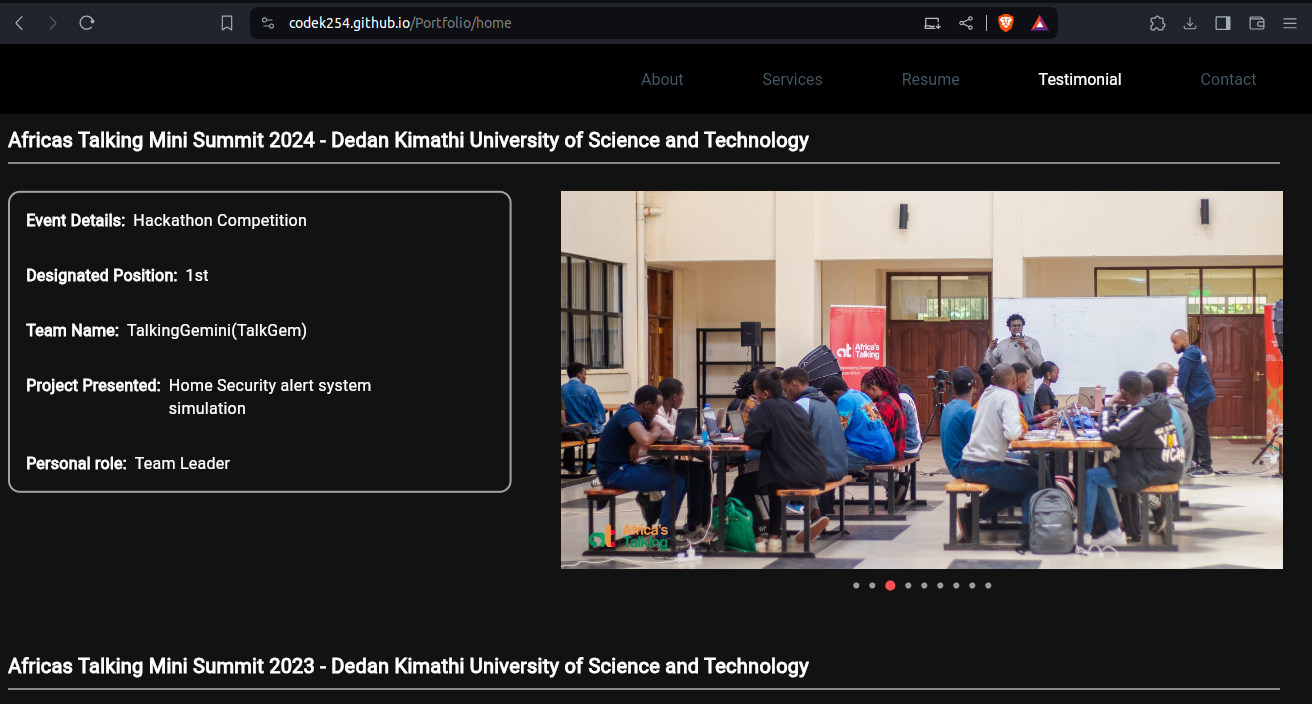 codek254.github.io/Portfolio/home
About Services Resume Testimonial Contact
Africas Talking Mini Summit 2024 - Dedan Kimathi University of Science and Technology
Event Details: Hackathon Competition
Designated Position: 1st
Team Name: TalkingGemini(TalkGem)
Project Presented: Home Security alert system
simulation
Personal role: Team Leader
at Africa's
Talking
at Africa's
Talking
Africas Talking Mini Summit 2023 - Dedan Kimathi University of Science and Technology